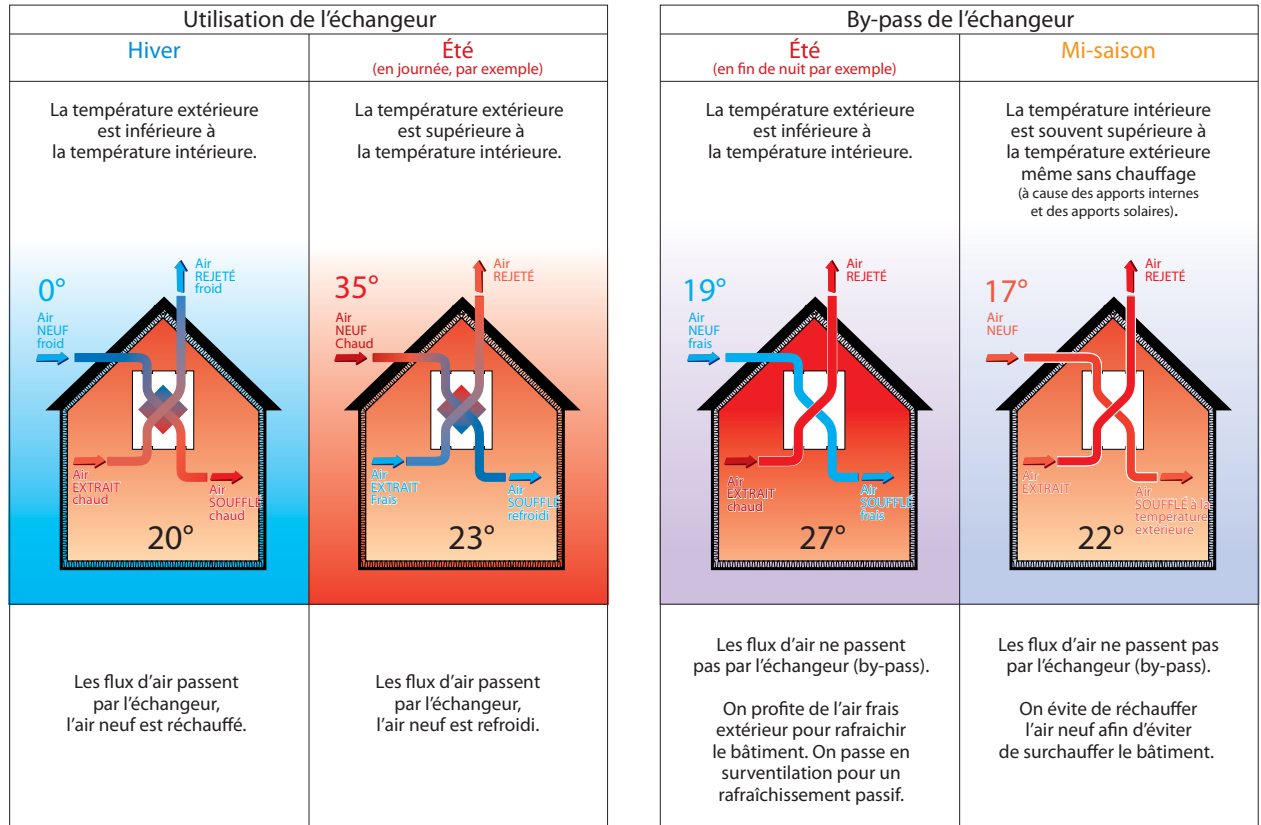 Utilisation de l'échangeur
Hiver
La température extérieure
est inférieure à
la température intérieure.
0°
Air
NEUF
froid
Air
REJETÉ
froid
Air
EXTRAIT
chaud
Air
SOUFFLÉ
chaud
20°
Les flux d'air passent
par l'échangeur,
l'air neuf est réchauffé.
Été
(en journée, par exemple)
La température extérieure
est supérieure à
la température intérieure.
35°
Air
NEUF
Chaud
Air
REJETÉ
Air
EXTRAIT
Frais
Air
SOUFFLÉ
refroidi
23°
Les flux d'air passent
par l'échangeur,
l'air neuf est refroidi.
By-pass de l'échangeur
Été
(en fin de nuit par exemple)
La température extérieure
est inférieure à
la température intérieure.
19°
Air
NEUF
frais
Air
REJETÉ
Air
EXTRAIT
chaud
Air
SOUFFLÉ
frais
27°
Les flux d'air ne passent
pas par l'échangeur (by-pass).
On profite de l'air frais
extérieur pour rafraichir
le bâtiment. On passe en
surventilation pour un
rafraîchissement passif.
Mi-saison
La température intérieure
est souvent supérieure à
la température extérieure
même sans chauffage
(à cause des apports internes
et des apports solaires).
17°
Air
NEUF
Air
REJETÉ
Air
EXTRAIT
Air
SOUFFLÉ à la
température
extérieure
22°
Les flux d'air ne passent pas
par l'échangeur (by-pass).
On évite de réchauffer
l'air neuf afin d'éviter
de surchauffer le bâtiment.